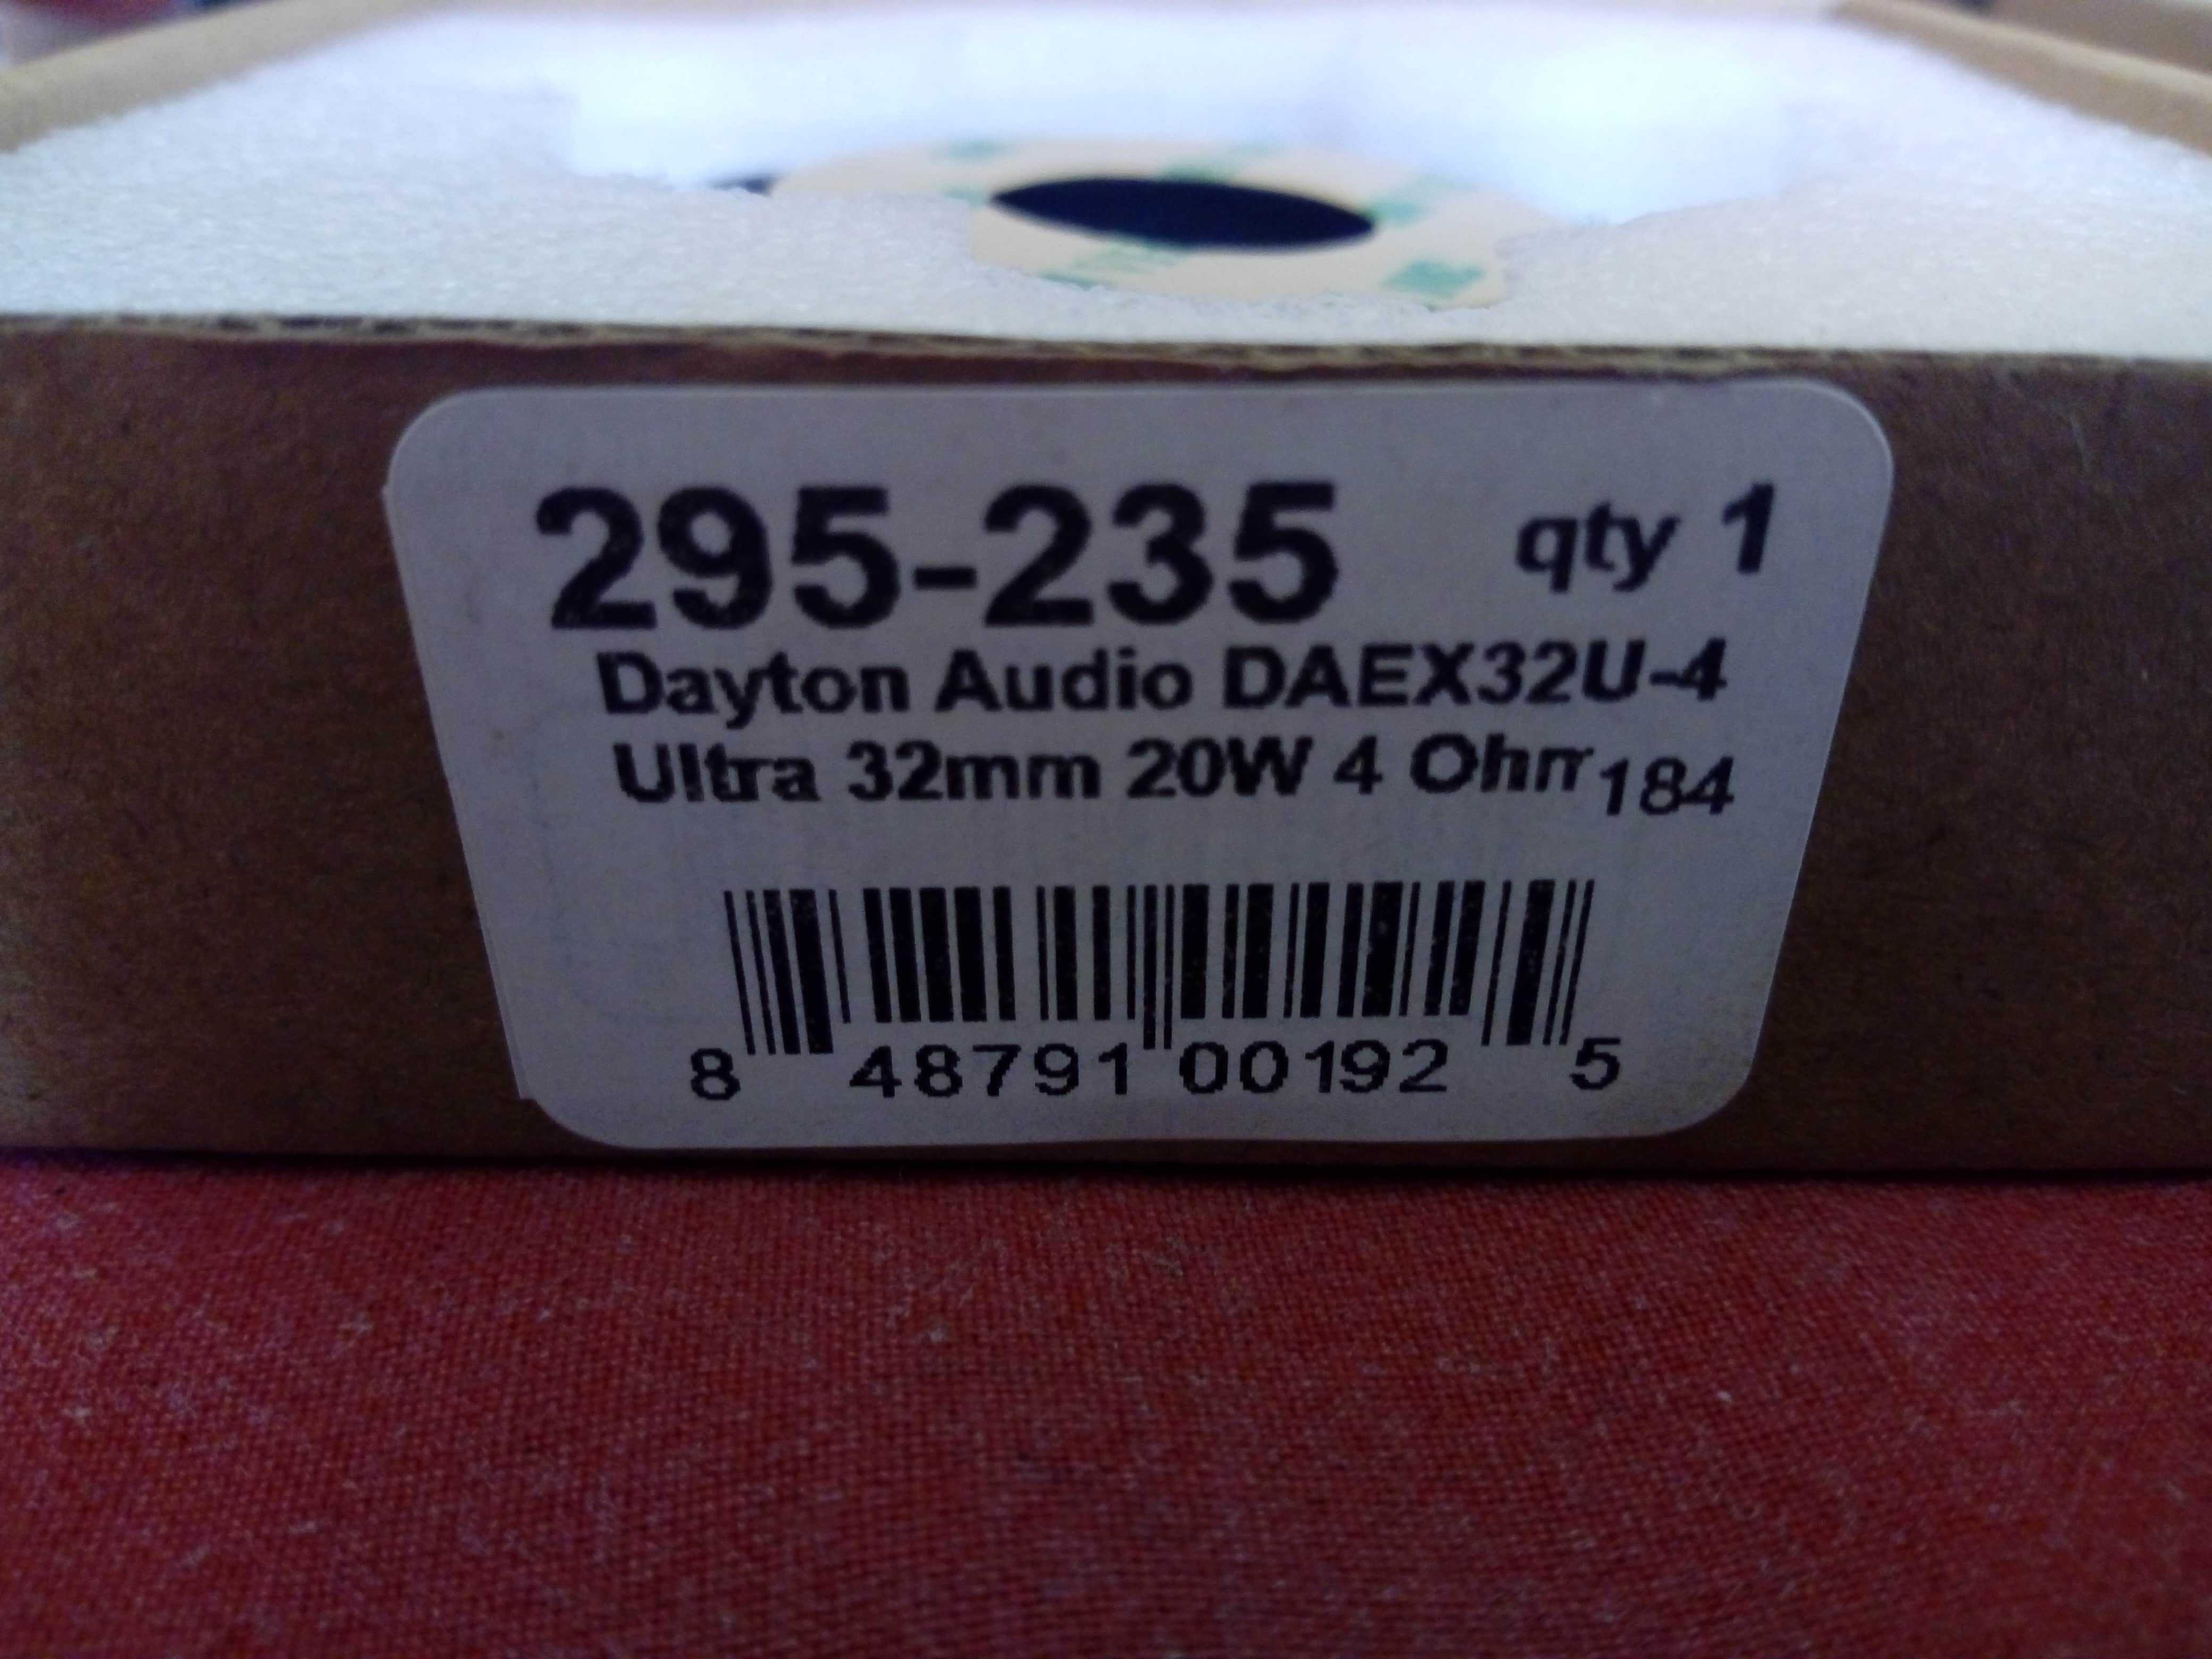 295-235 qty 1
Dayton Audio DAEX32U-4
Ultra 32mm 20W 4 Ohm 184
8 48791 00192 5